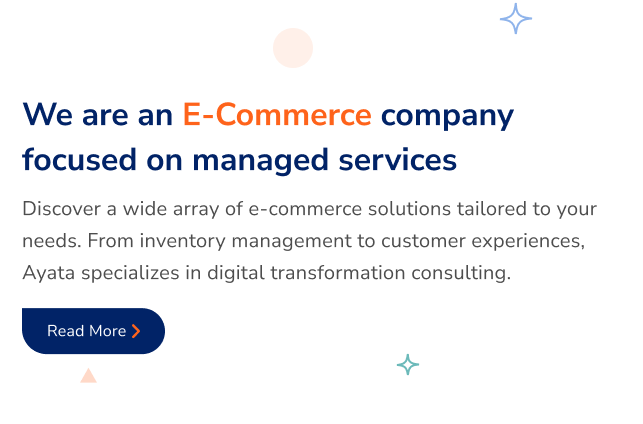 We are an E-Commerce company
focused on managed services
Discover a wide array of e-commerce solutions tailored to your
needs. From inventory management to customer experiences,
Ayata specializes in digital transformation consulting.
Read More